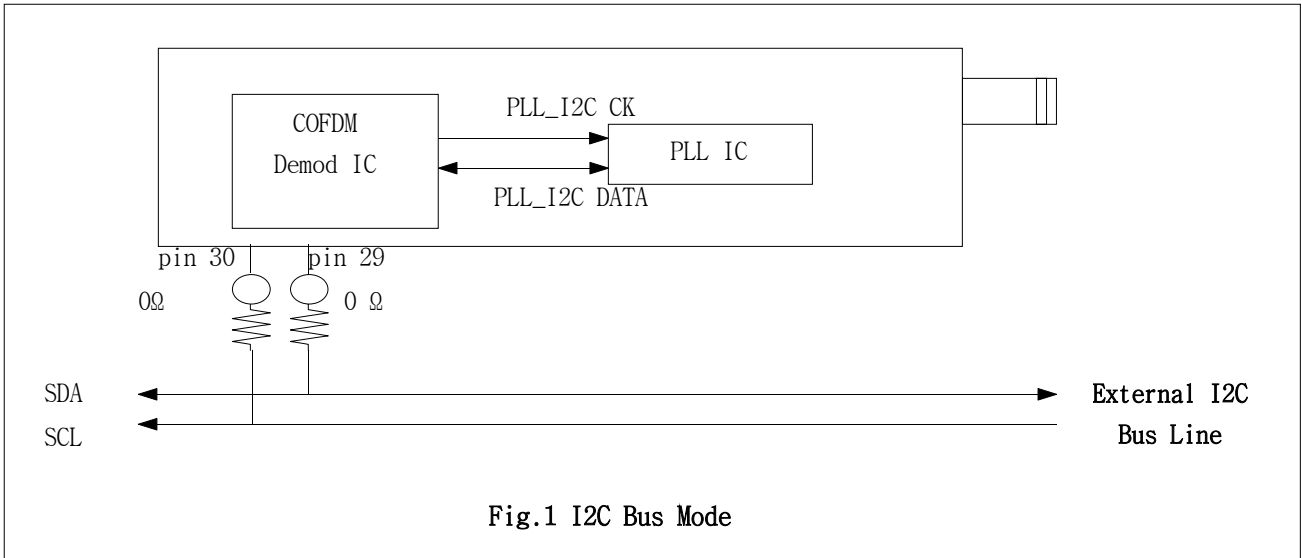 PLL_I2C CK
COFDM
Demod IC
PLL IC
PLL_I2C DATA
pin 30
pin 29
0Ω
0 Ω
SDA
External I2C
SCL
Bus Line
Fig.1 I2C Bus Mode